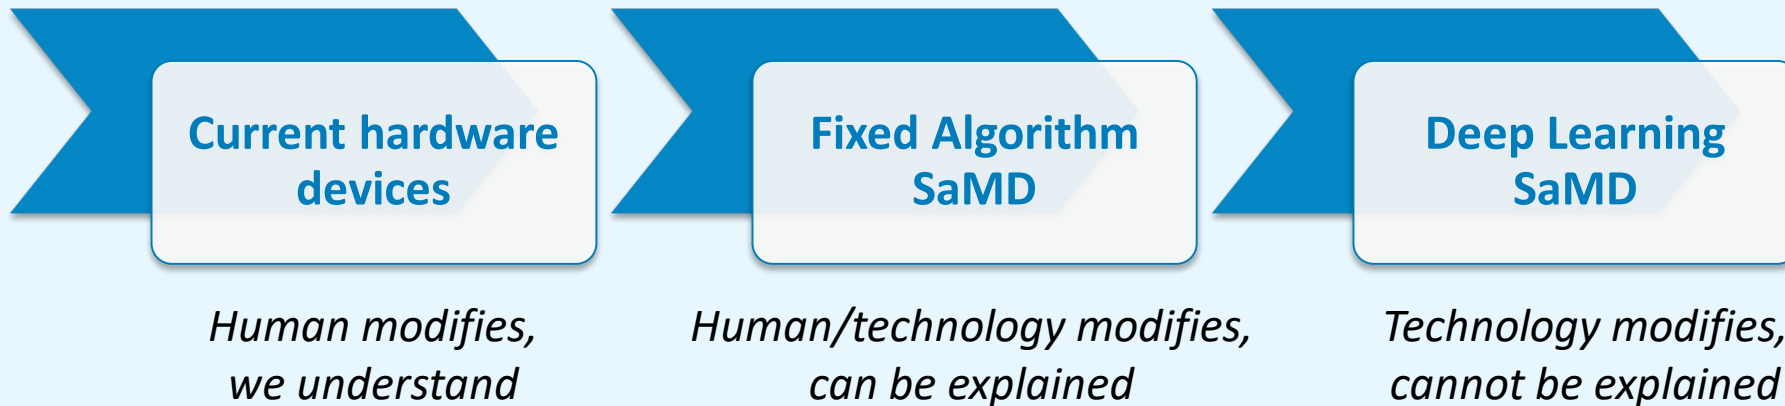 Current hardware
devices
Human modifies,
we understand
Fixed Algorithm
SaMD
Human/technology modifies,
can be explained
Deep Learning
SaMD
Technology modifies,
cannot be explained